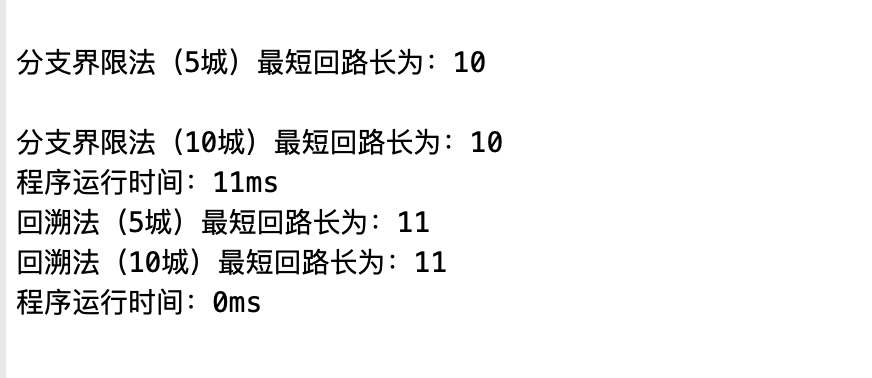 分支界限法（5城）最短回路长为：10
分支界限法（10城）最短回路长为：10
程序运行时间：11ms
回溯法（5城）最短回路长为：11
回溯法（10城）最短回路长为：11
程序运行时间：0ms